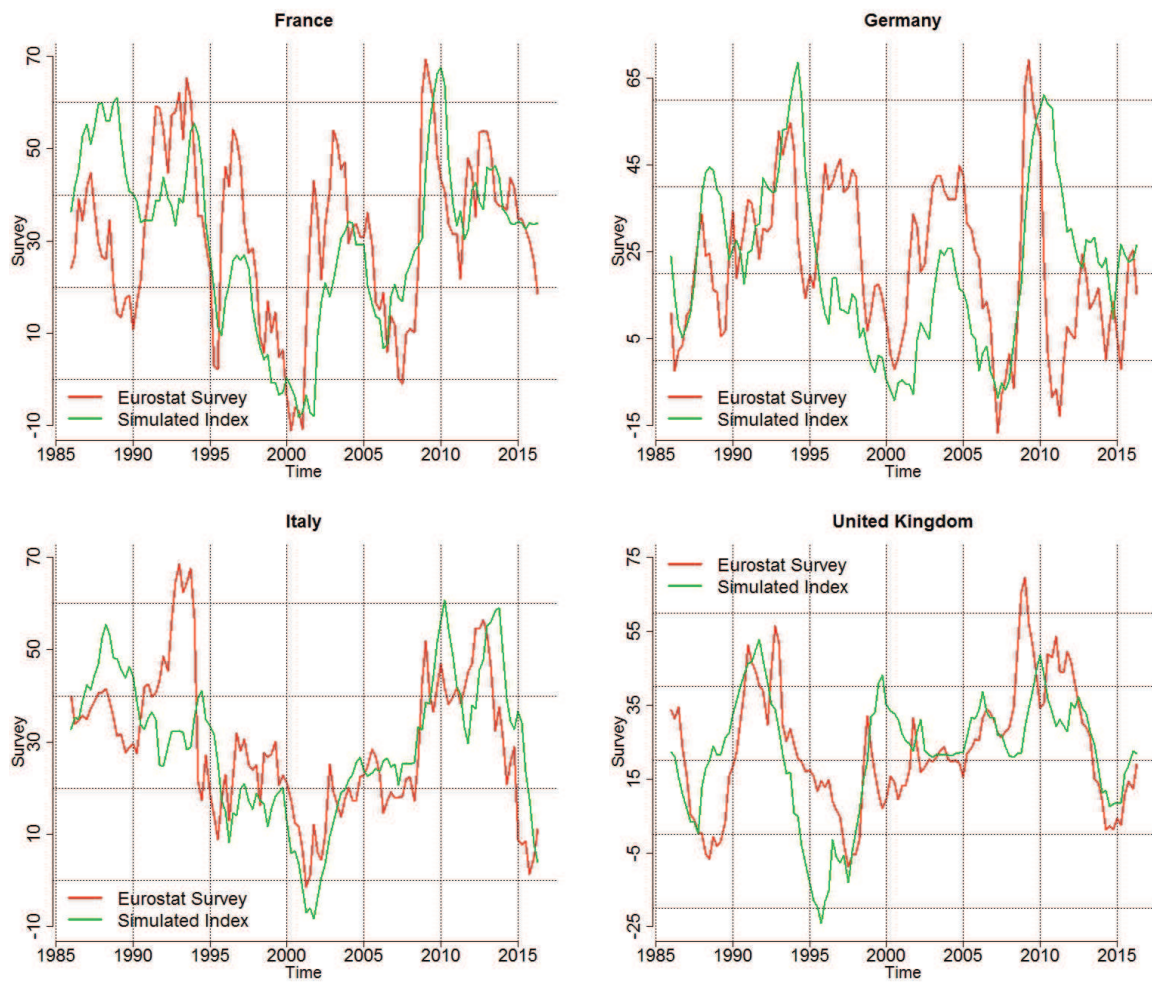 France
Survey
-10 10 30 50 70
Eurostat Survey
Simulated Index
1985 1990 1995 2000 2005 2010 2015
Time
Germany
Survey
-15 5 25 45 65
Eurostat Survey
Simulated Index
1985 1990 1995 2000 2005 2010 2015
Time
Italy
Survey
-10 10 30 50 70
Eurostat Survey
Simulated Index
1985 1990 1995 2000 2005 2010 2015
Time
United Kingdom
Survey
-25 -5 15 35 55 75
Eurostat Survey
Simulated Index
1985 1990 1995 2000 2005 2010 2015
Time